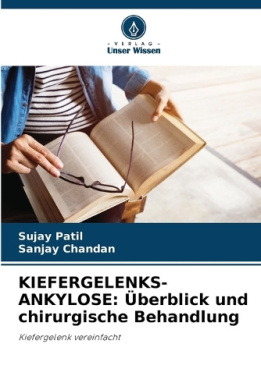 VERLAG
Unser Wissen
Sujay Patil
Sanjay Chandan
KIEFERGELENKS-
ANKYLOSE: Überblick und
chirurgische Behandlung
Kiefergelenk vereinfacht